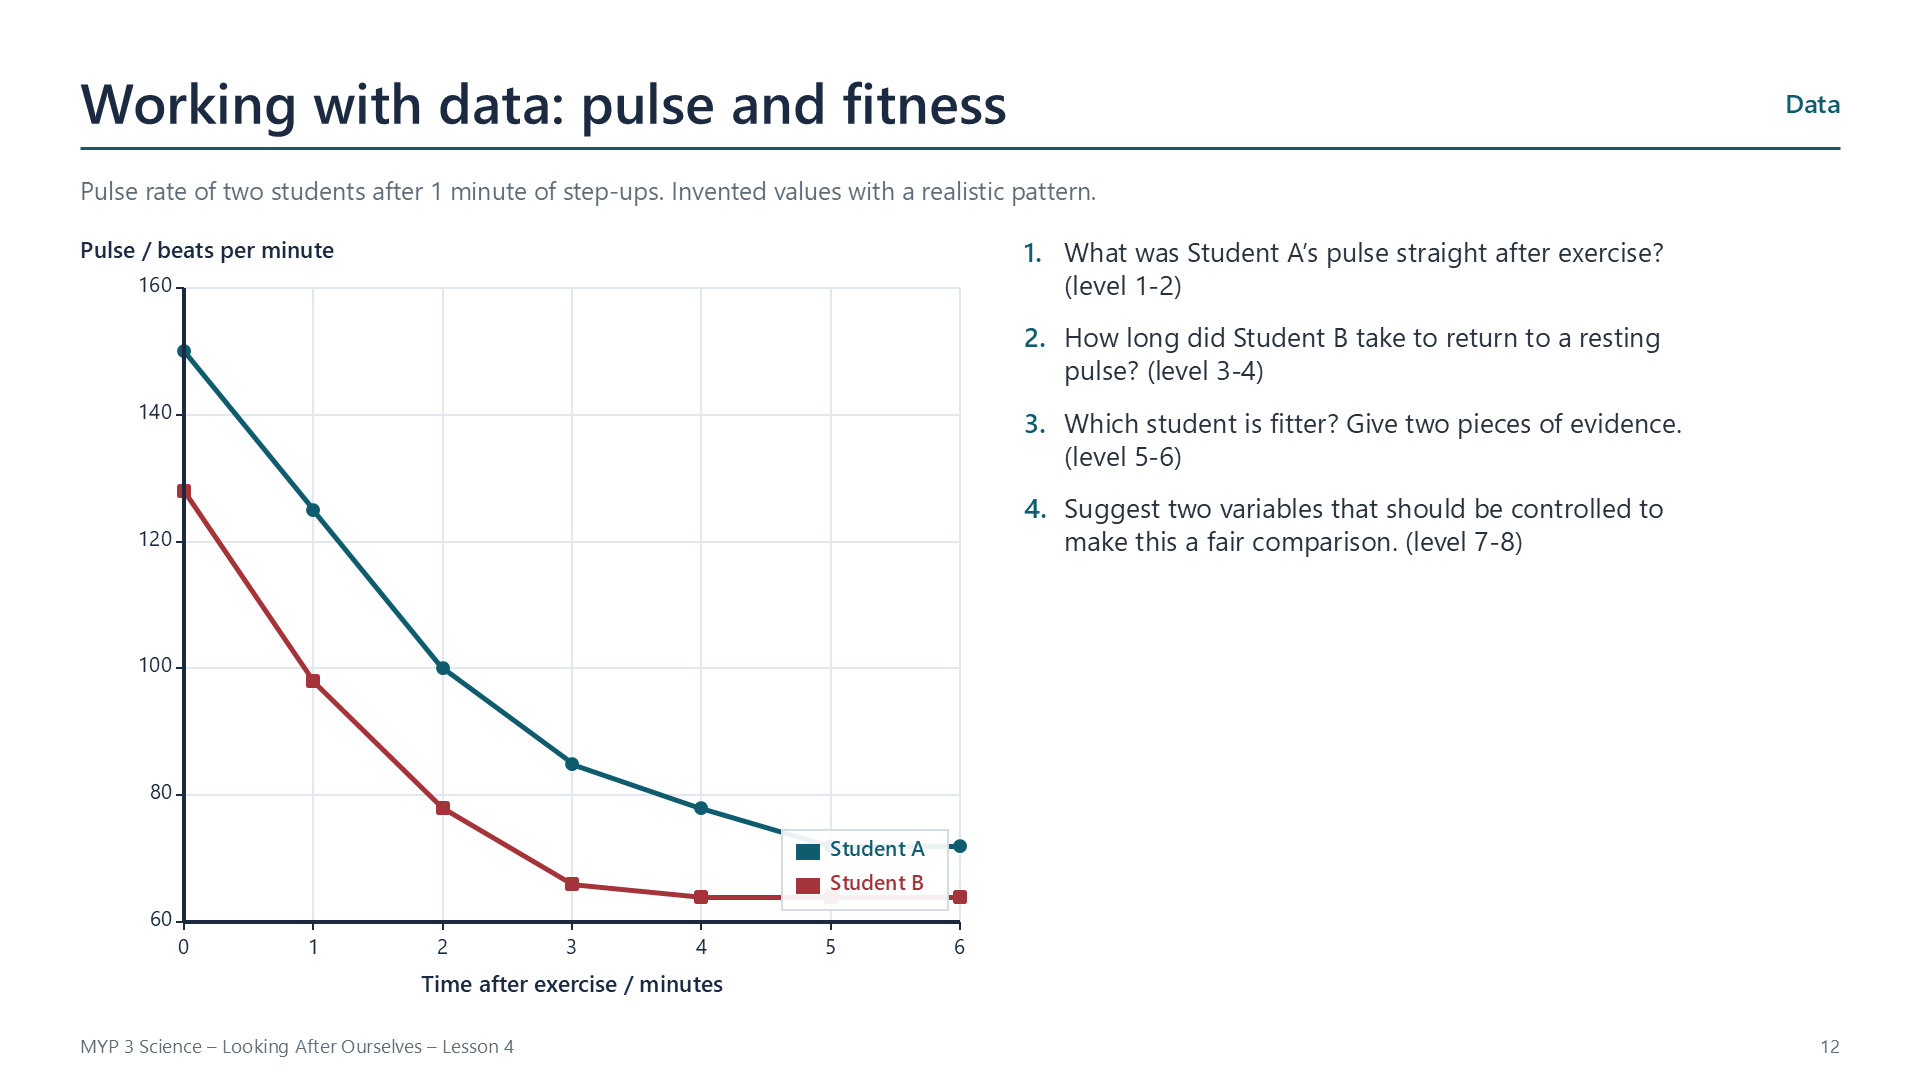 Working with data: pulse and fitness
Data
Pulse rate of two students after 1 minute of step-ups. Invented values with a realistic pattern.
Pulse / beats per minute
160
140
120
100
80
60
0 1 2 3 4 5 6
Time after exercise / minutes
Student A
Student B
1. What was Student A’s pulse straight after exercise?
(level 1-2)
2. How long did Student B take to return to a resting
pulse? (level 3-4)
3. Which student is fitter? Give two pieces of evidence.
(level 5-6)
4. Suggest two variables that should be controlled to
make this a fair comparison. (level 7-8)
MYP 3 Science – Looking After Ourselves – Lesson 4
12